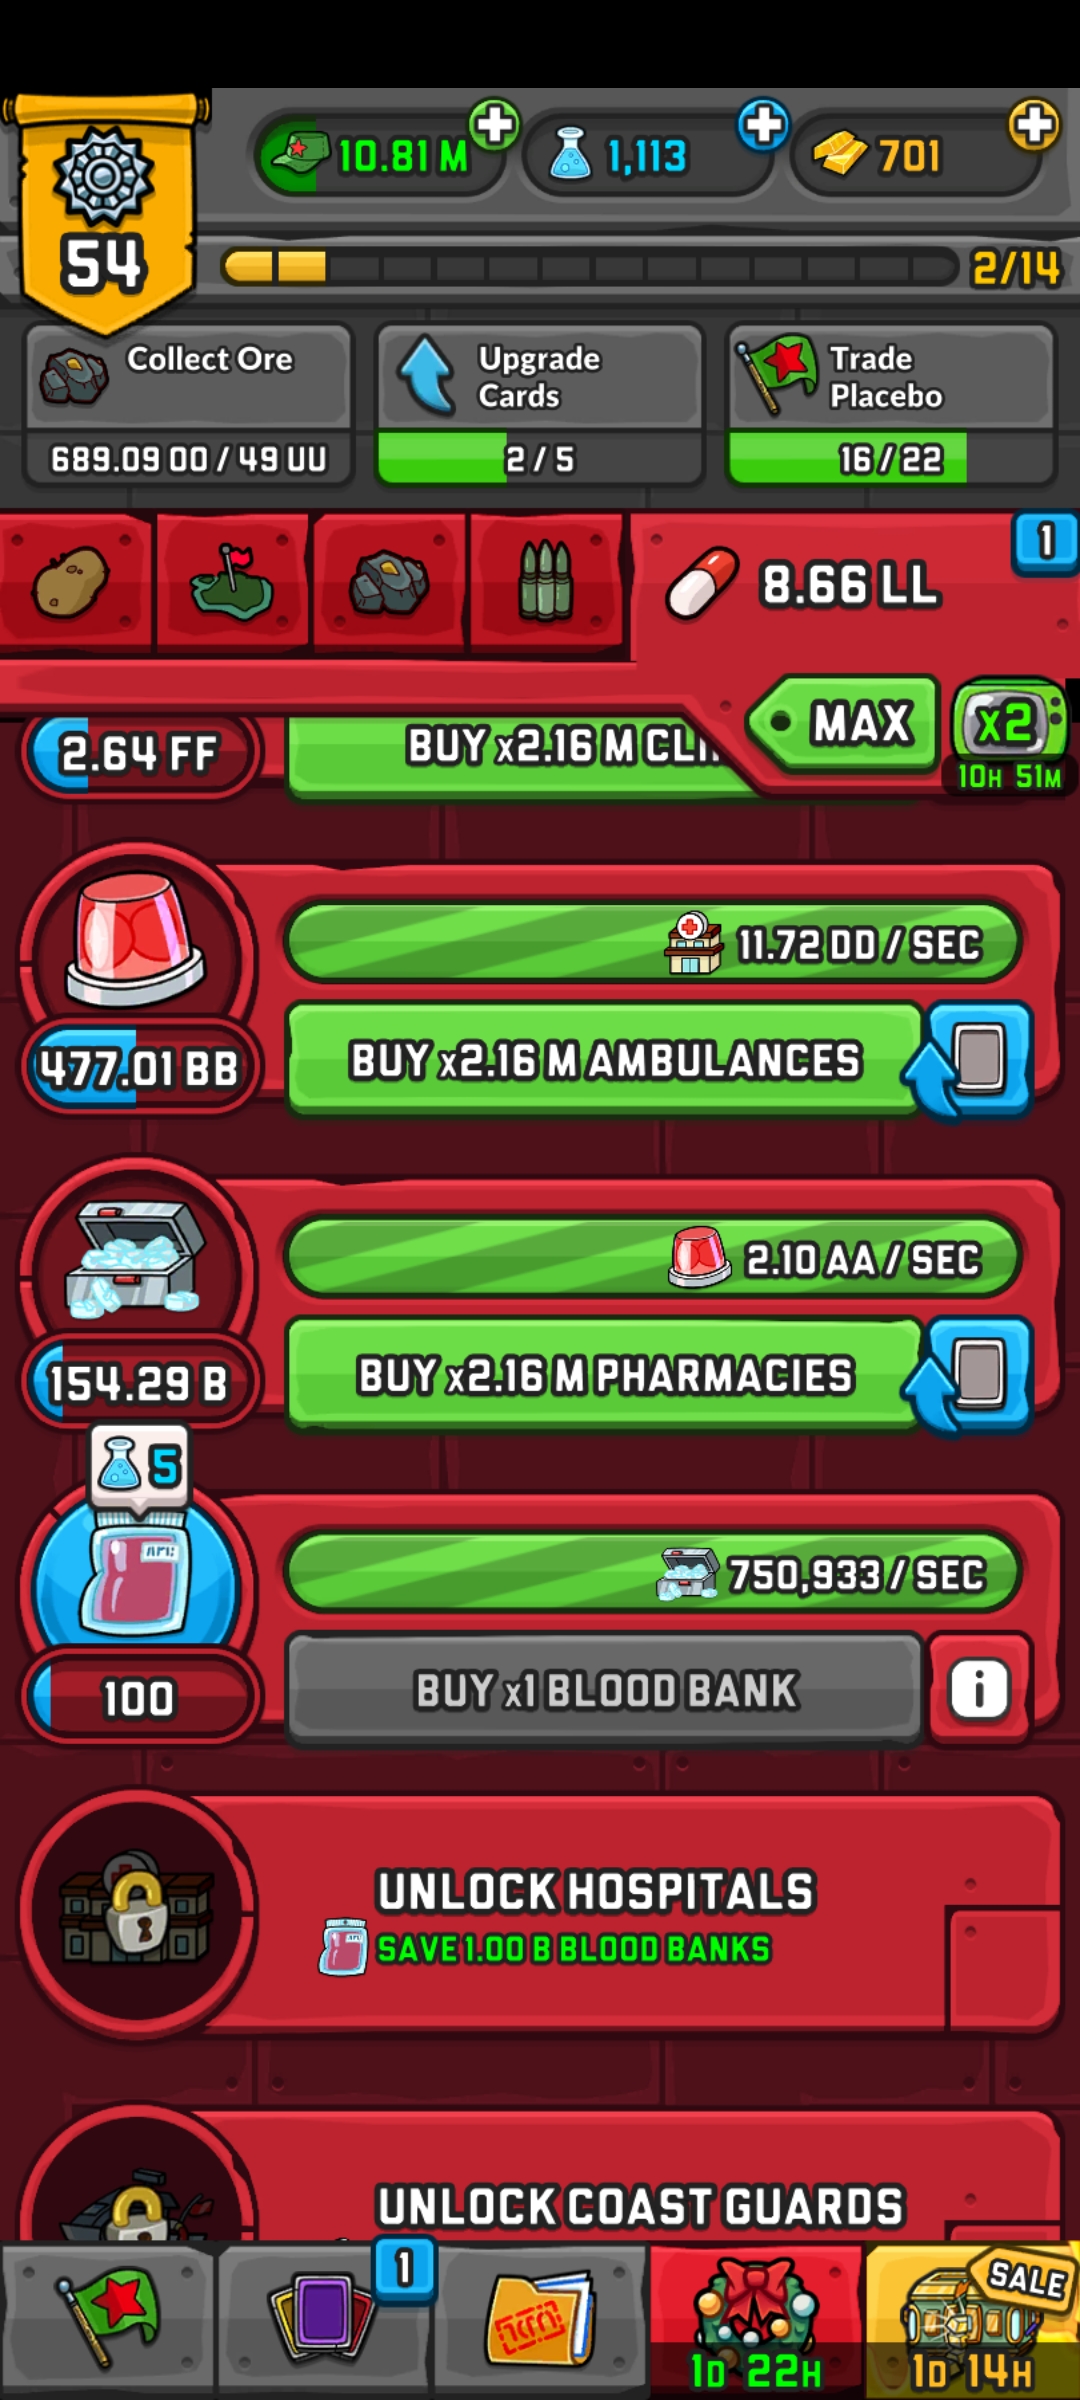 54
10.81 M
1,113
701
2/14
Collect Ore
689.09 OO / 49 UU
Upgrade
Cards
2 / 5
Trade
Placebo
16 / 22
8.66 LL
1
MAX
x2
10H 51M
2.64 FF
BUY x2.16 M
11.72 DD / SEC
477.01 BB
BUY x2.16 M AMBULANCES
2.10 AA / SEC
154.29 B
BUY x2.16 M PHARMACIES
5
750,933 / SEC
100
BUY x1 BLOOD BANK
i
UNLOCK HOSPITALS
SAVE 1.00 B BLOOD BANKS
UNLOCK COAST GUARDS
1
SALE
1D 22H
1D 14H